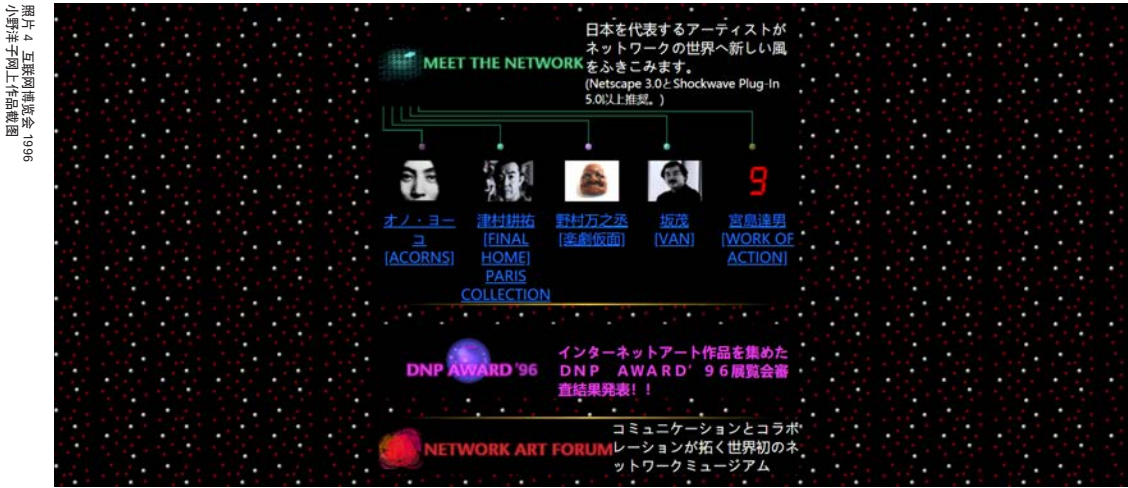 照片 4  互联网博览会 1996
小野洋子网上作品截图
MEET THE NETWORK
日本を代表するアーティストが
ネットワークの世界へ新しい風
をふきこみます。
(Netscape 3.0とShockwave Plug-In
5.0以上推奨。)
オノ・ヨー
コ
[ACORNS]
津村耕祐
[FINAL
HOME]
PARIS
COLLECTION
野村万之丞
[楽劇仮面]
坂茂
[VAN]
9
宮島達男
[WORK OF
ACTION]
DNP AWARD '96
インターネットアート作品を集めた
ＤＮＰ　ＡＷＡＲＤ’９６展覧会審
査結果発表！！
NETWORK ART FORUM
コミュニケーションとコラボ
レーションが拓く世界初のネ
ットワークミュージアム